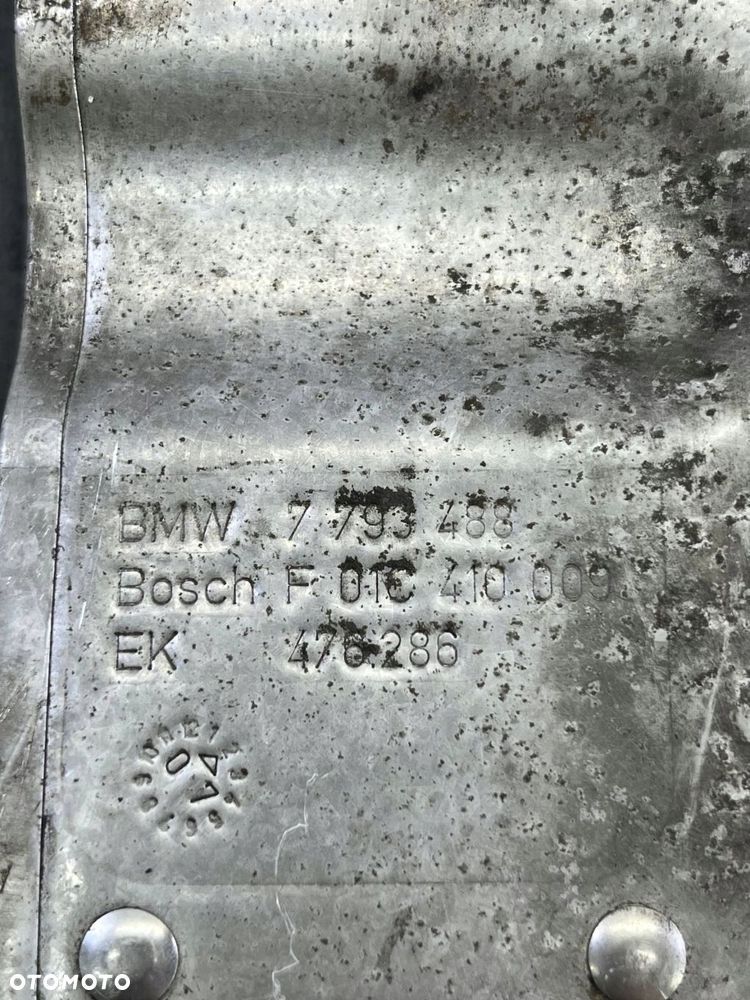 BMW 7 793 488
Bosch F 01C 410 009
EK 476 286
OTOMOTO